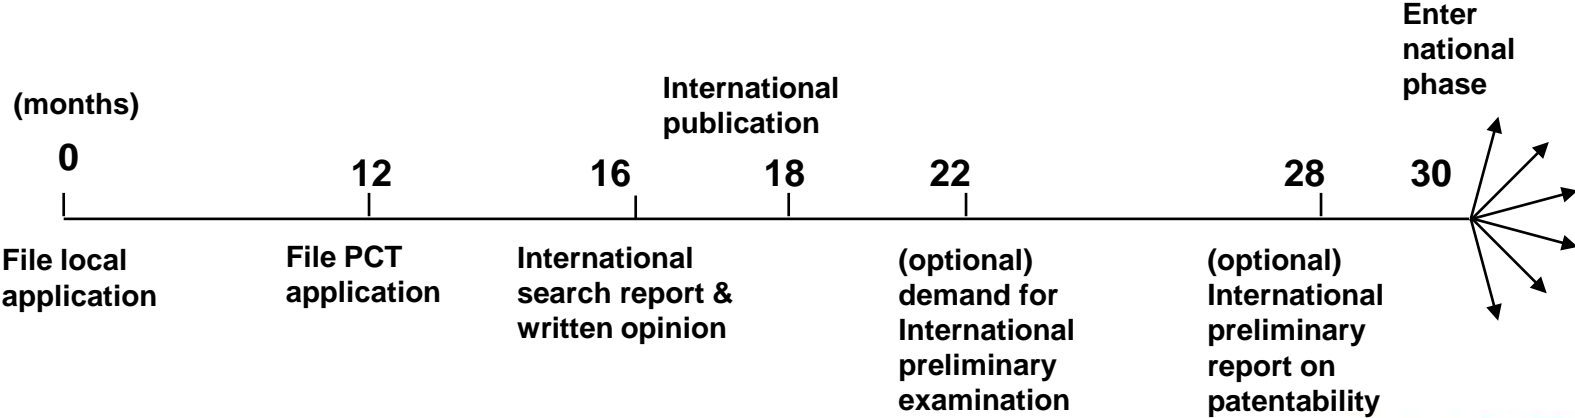 Enter
national
phase
(months)
International
publication
0
12
16
18
22
28
30
File local
application
File PCT
application
International
search report &
written opinion
(optional)
demand for
International
preliminary
examination
(optional)
International
preliminary
report on
patentability